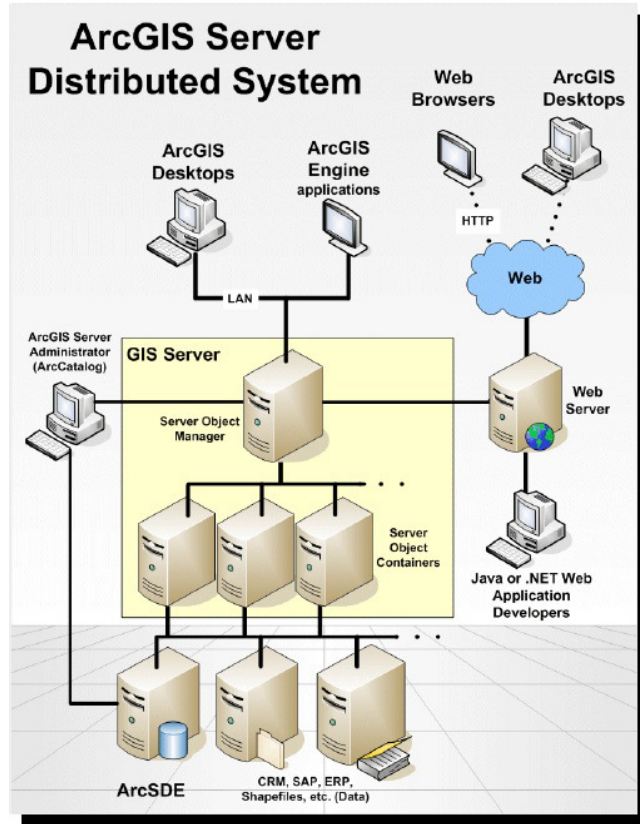 ArcGIS Server
Distributed System
Web
Browsers
ArcGIS
Desktops
ArcGIS
Desktops
ArcGIS
Engine
applications
HTTP
Web
LAN
ArcGIS Server
Administrator
(ArcCatalog)
GIS Server
Server Object
Manager
Web
Server
Server
Object
Containers
Java or .NET Web
Application
Developers
ArcSDE
CRM, SAP, ERP,
Shapefiles, etc. (Data)